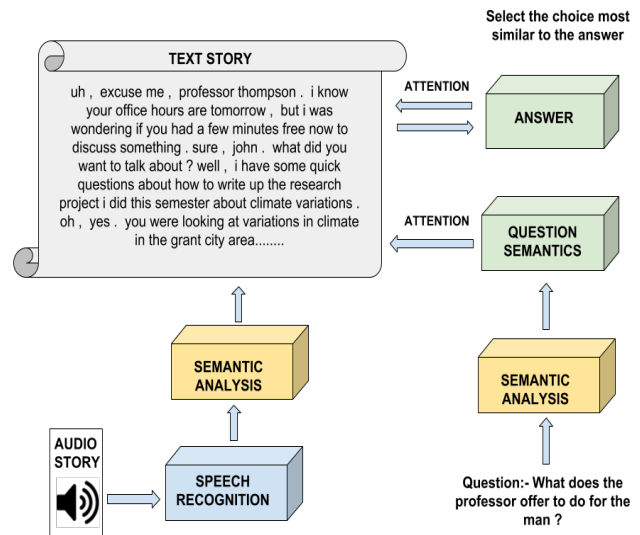 Select the choice most
similar to the answer
TEXT STORY
uh , excuse me , professor thompson . i know
your office hours are tomorrow , but i was
wondering if you had a few minutes free now to
discuss something . sure , john . what did you
want to talk about ? well , i have some quick
questions about how to write up the research
project i did this semester about climate variations .
oh , yes . you were looking at variations in climate
in the grant city area........
ATTENTION
ANSWER
ATTENTION
QUESTION
SEMANTICS
SEMANTIC
ANALYSIS
SEMANTIC
ANALYSIS
AUDIO
STORY
SPEECH
RECOGNITION
Question:- What does the
professor offer to do for the
man ?